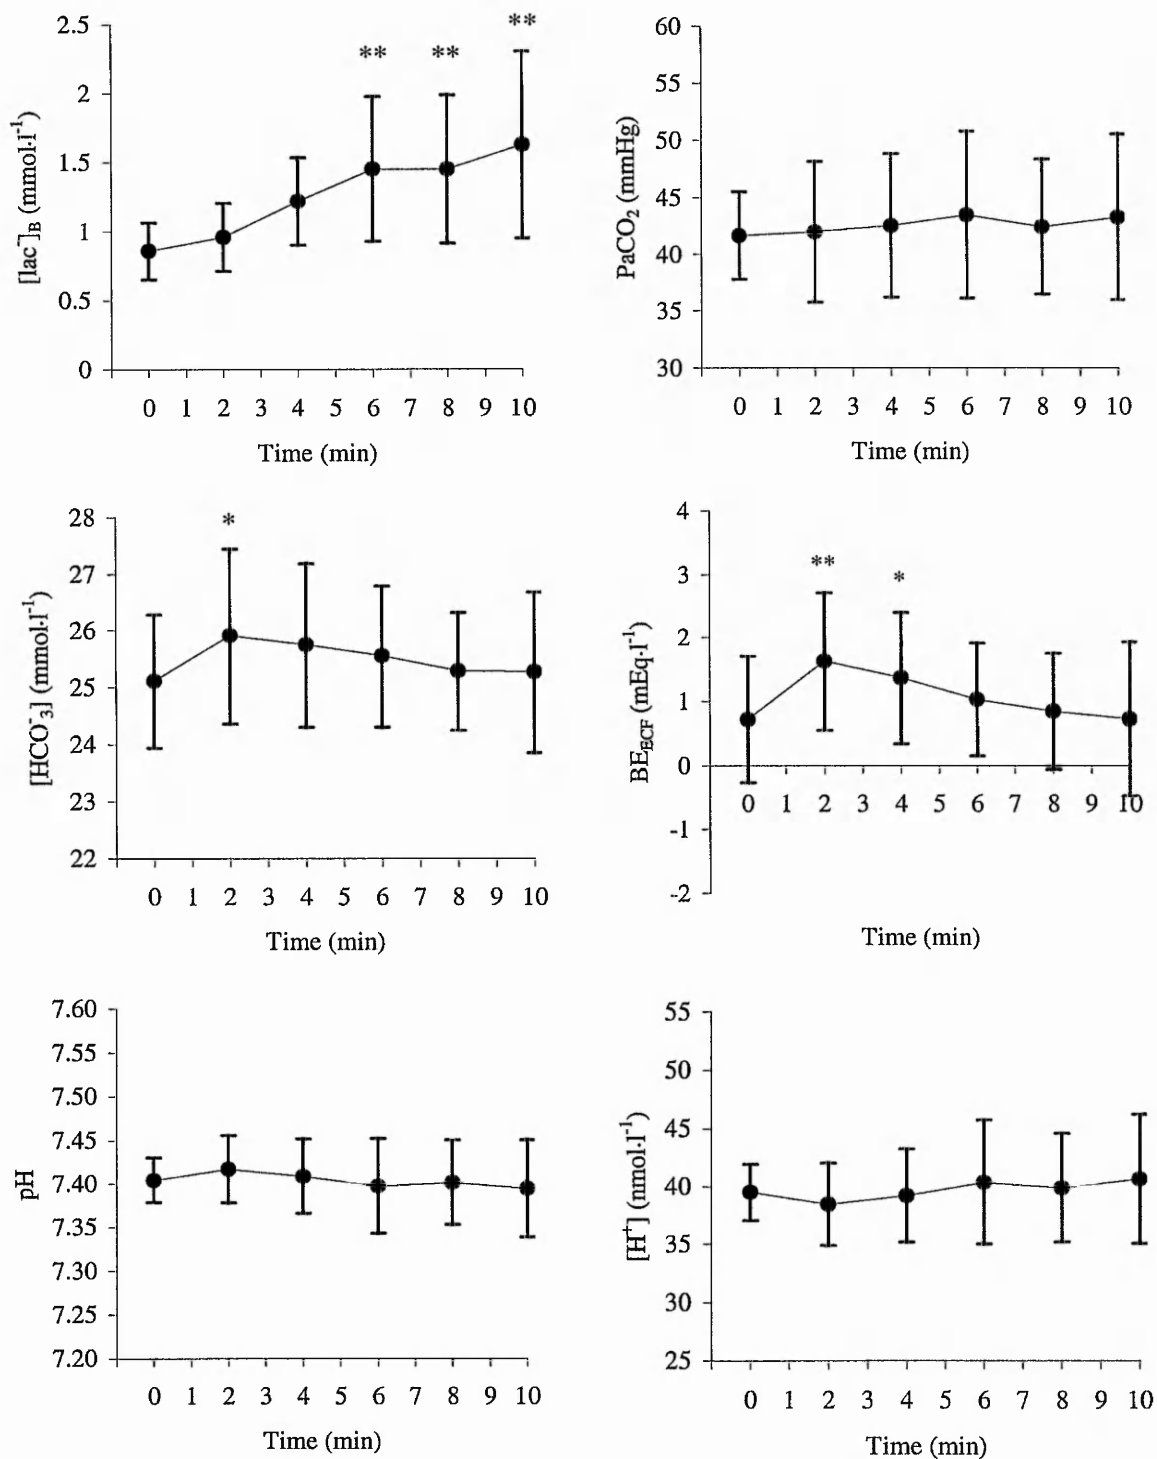 2.5
2
1.5
1
0.5
0
[lac⁻]B (mmol·l⁻¹)
** ** **
0 1 2 3 4 5 6 7 8 9 10
Time (min)
60
55
50
45
40
35
30
PaCO₂ (mmHg)
0 1 2 3 4 5 6 7 8 9 10
Time (min)
28
27
26
25
24
23
22
[HCO⁻₃] (mmol·l⁻¹)
*
0 1 2 3 4 5 6 7 8 9 10
Time (min)
4
3
2
1
0
-1
-2
BE_ECF (mEq·l⁻¹)
** *
0 1 2 3 4 5 6 7 8 9 10
Time (min)
7.60
7.55
7.50
7.45
7.40
7.35
7.30
7.25
7.20
pH
0 1 2 3 4 5 6 7 8 9 10
Time (min)
55
50
45
40
35
30
25
[H⁺] (nmol·l⁻¹)
0 1 2 3 4 5 6 7 8 9 10
Time (min)